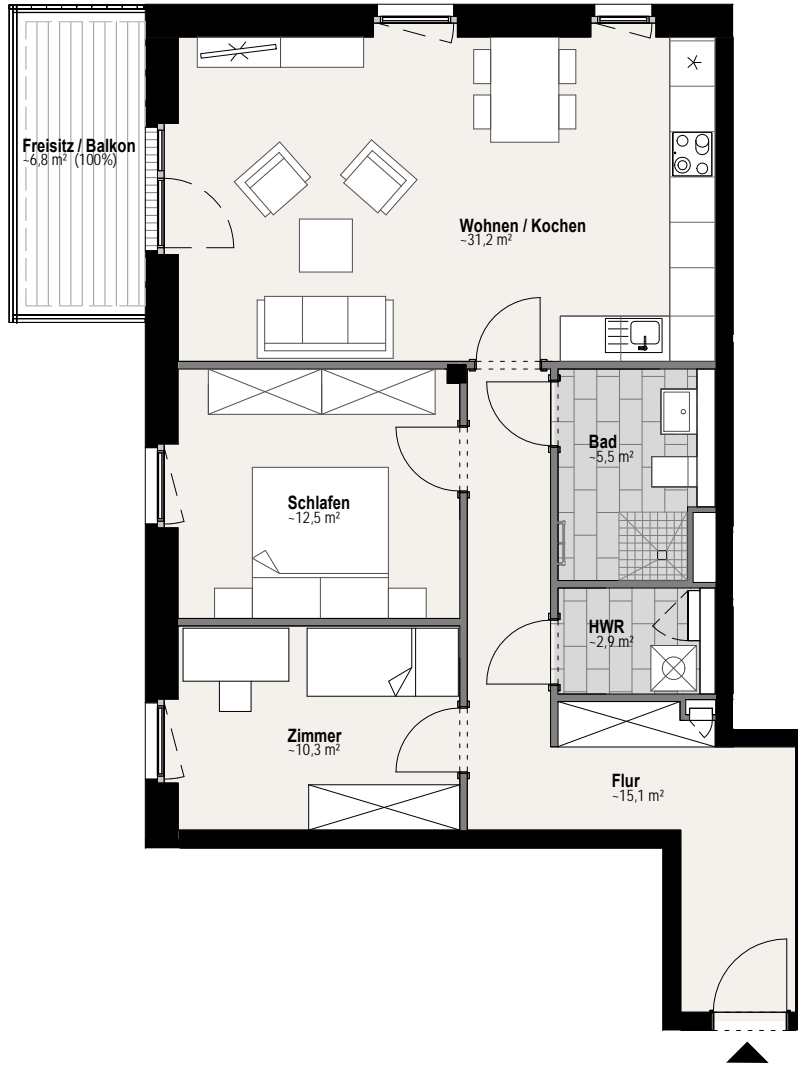 Freisitz / Balkon
~6,8 m² (100%)
Wohnen / Kochen
~31,2 m²
Bad
~5,5 m²
Schlafen
~12,5 m²
HWR
~2,9 m²
Zimmer
~10,3 m²
Flur
~15,1 m²